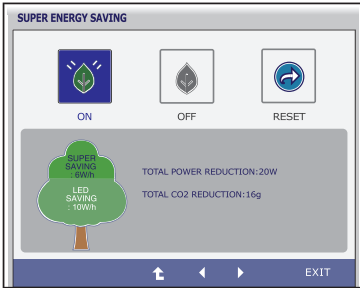 SUPER ENERGY SAVING
ON
OFF
RESET
SUPER
SAVING
: 6W/h
LED
SAVING
: 10W/h
TOTAL POWER REDUCTION:20W
TOTAL CO2 REDUCTION:16g
EXIT